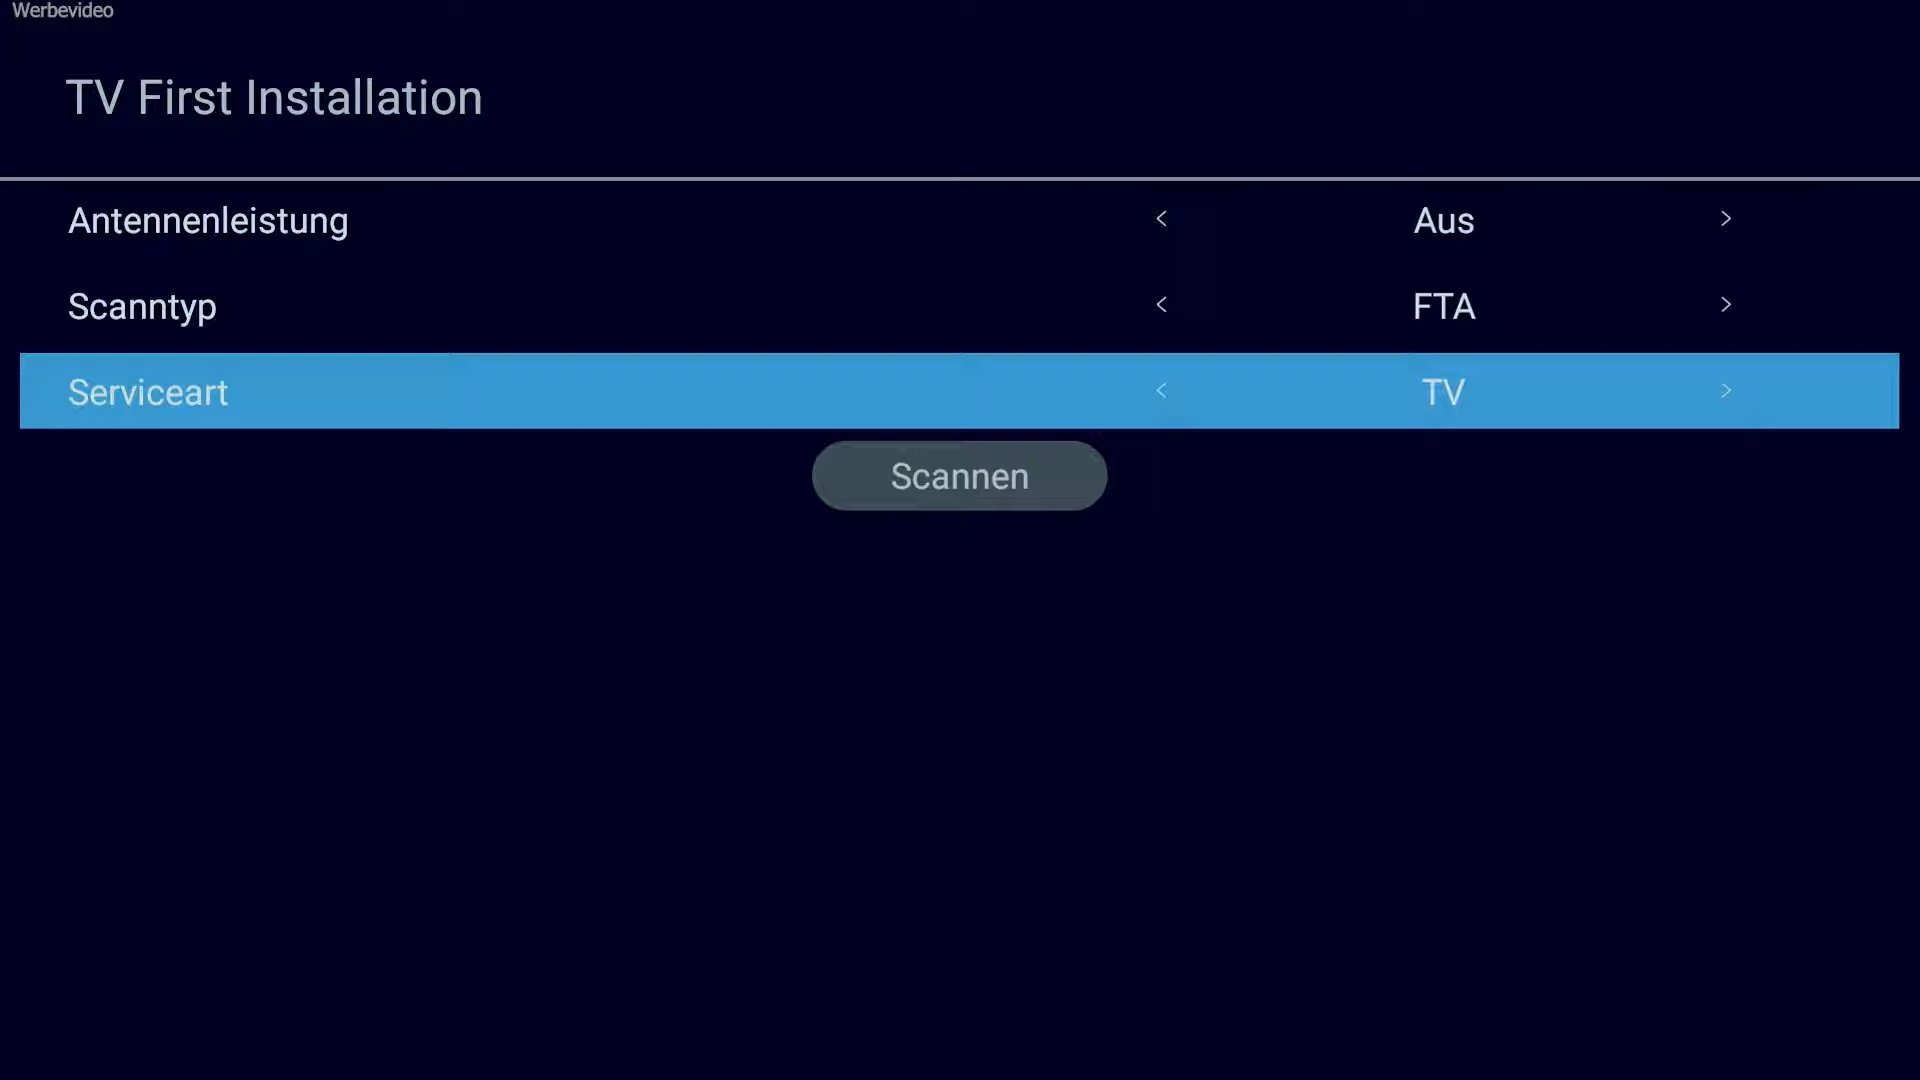 Werbevideo
TV First Installation
Antennenleistung < Aus >
Scanntyp < FTA >
Serviceart < TV >
Scannen